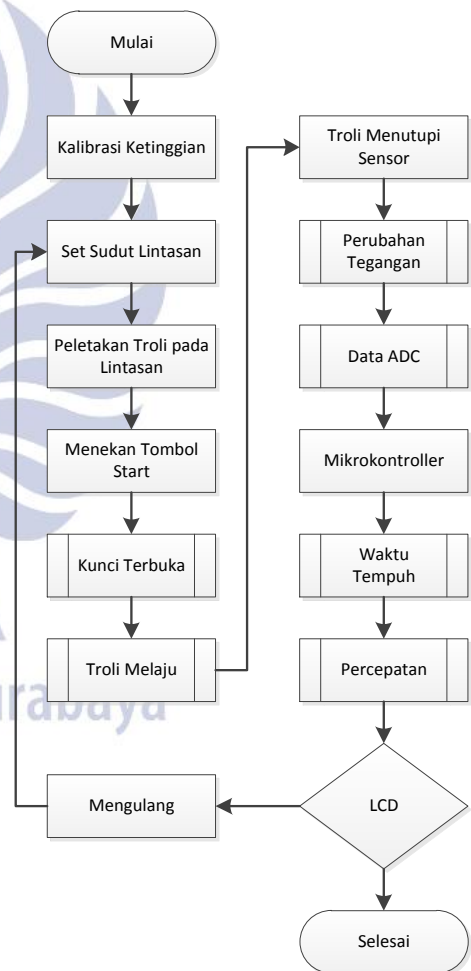 Mulai
Kalibrasi Ketinggian
Set Sudut Lintasan
Peletakan Troli pada
Lintasan
Menekan Tombol
Start
Kunci Terbuka
Troli Melaju
Troli Menutupi
Sensor
Perubahan
Tegangan
Data ADC
Mikrokontroller
Waktu
Tempuh
Percepatan
LCD
Mengulang
Selesai